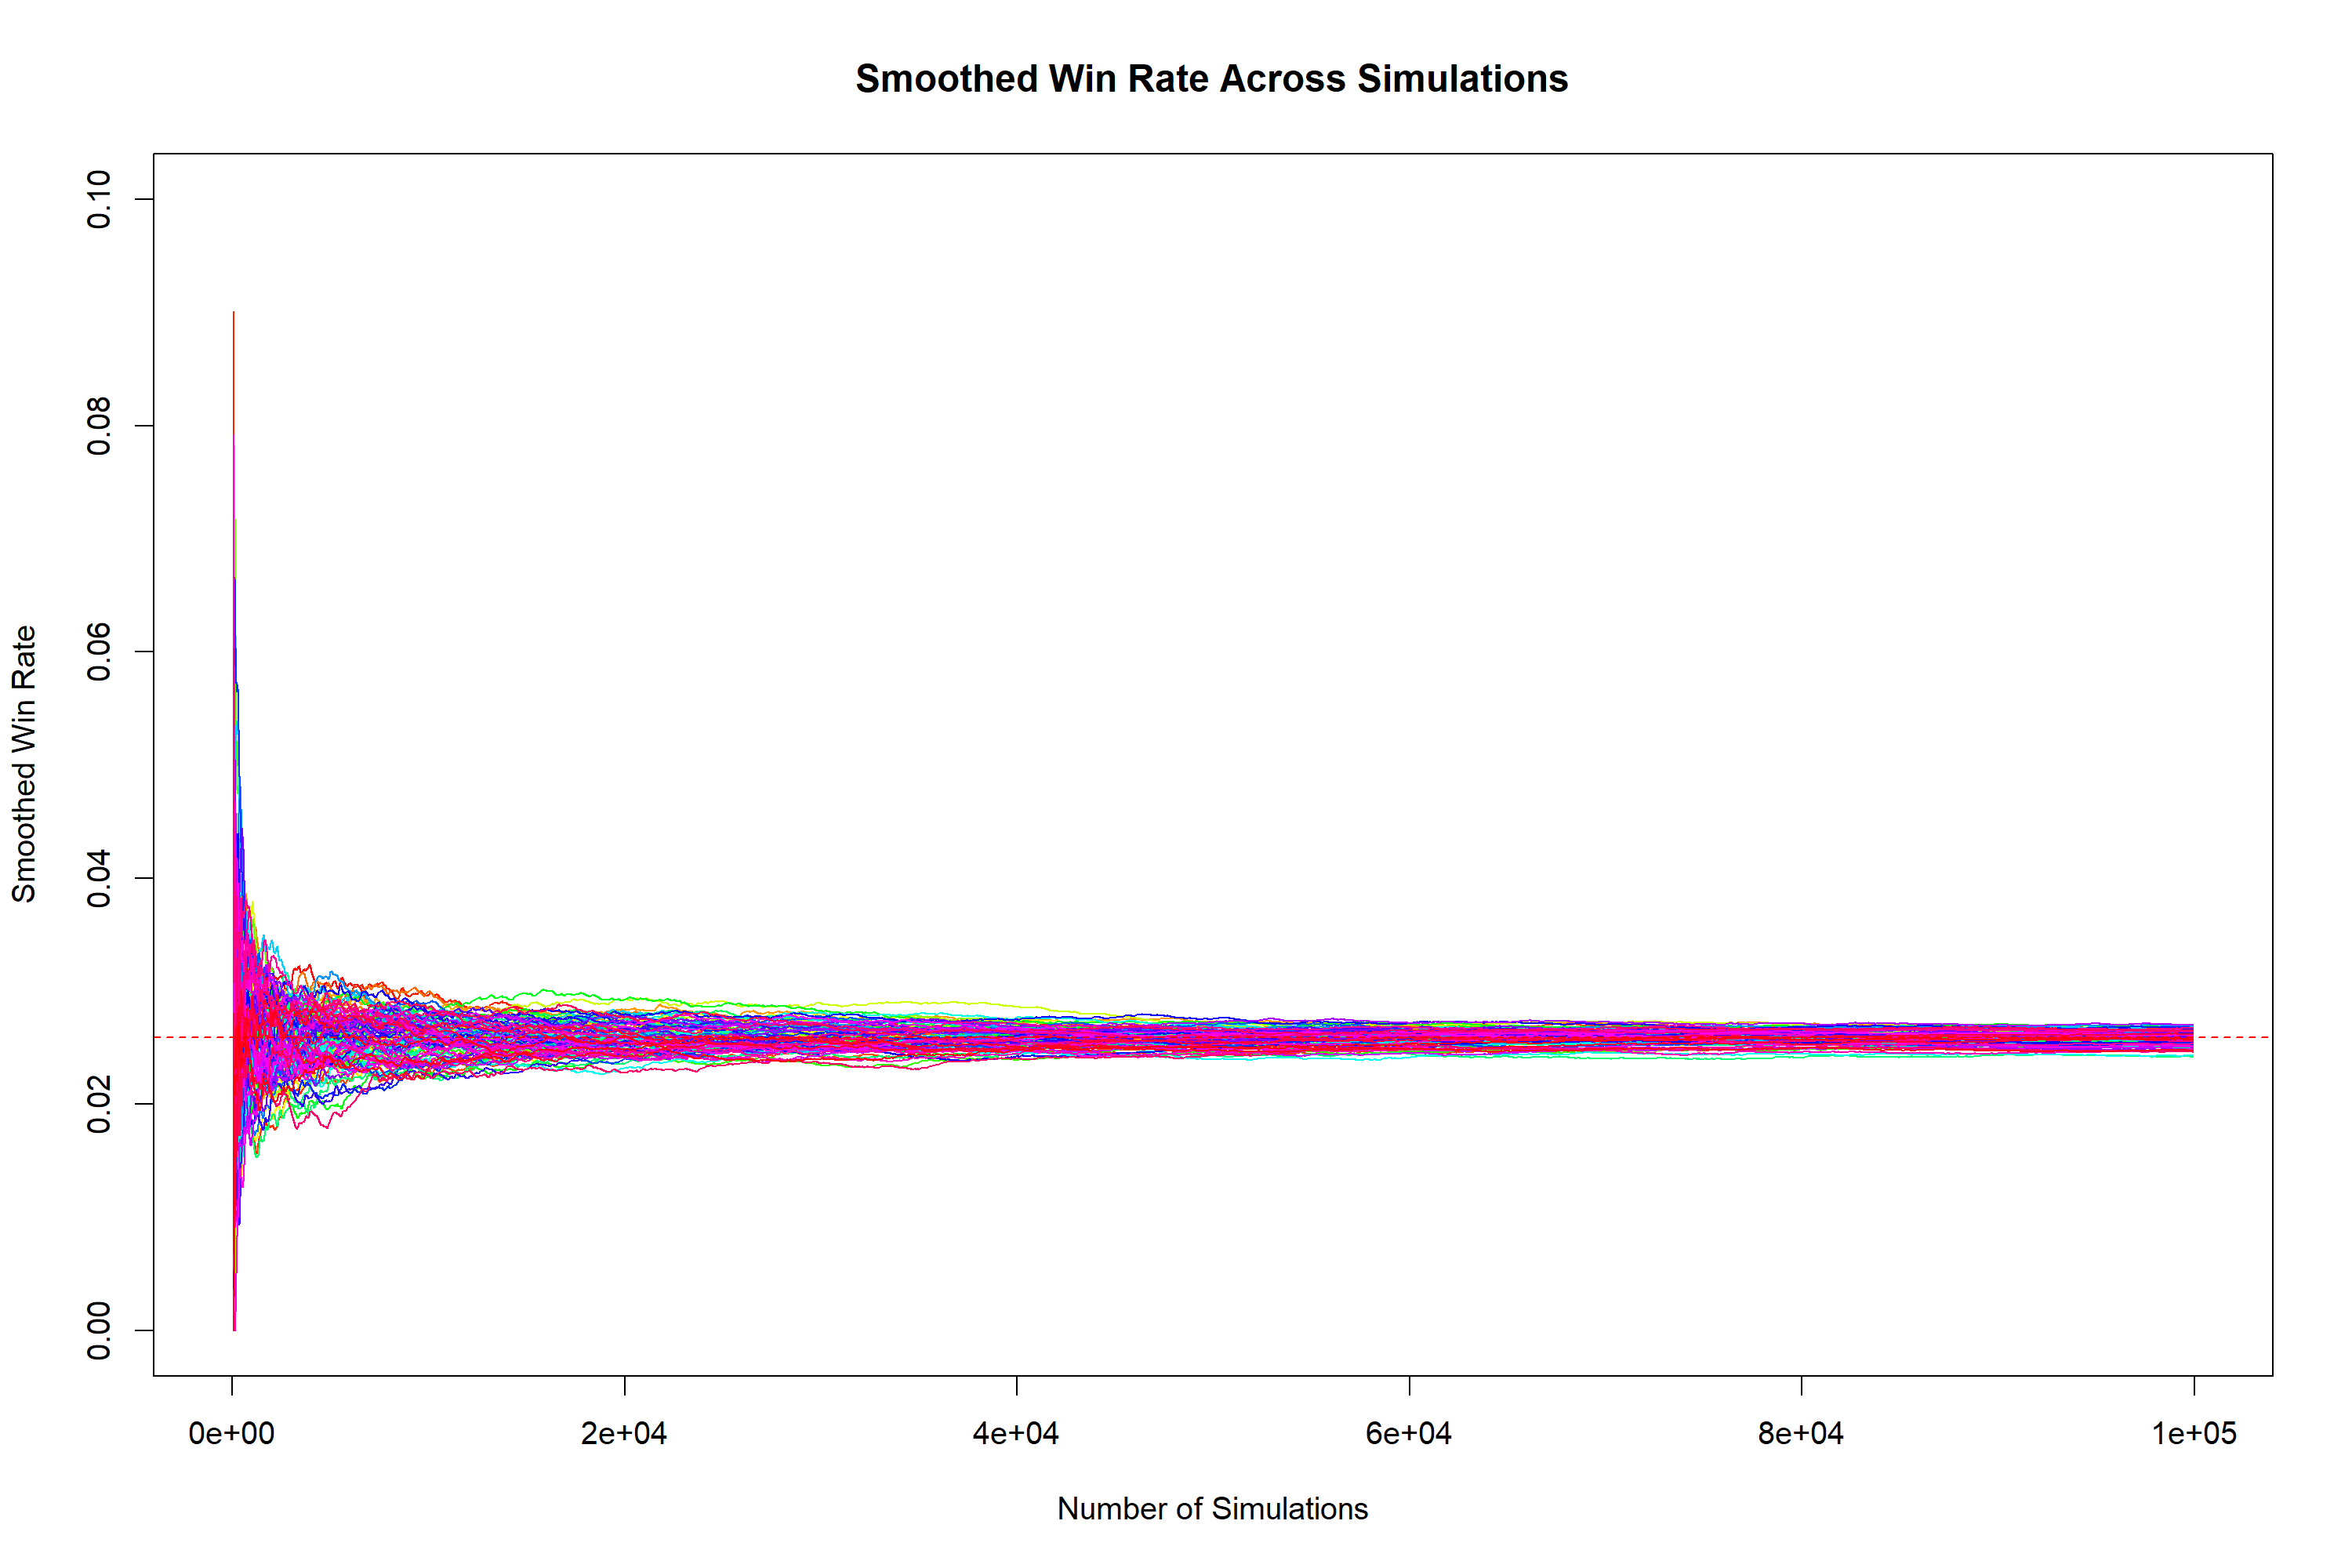 Smoothed Win Rate Across Simulations
Smoothed Win Rate
0.10
0.08
0.06
0.04
0.02
0.00
0e+00 2e+04 4e+04 6e+04 8e+04 1e+05
Number of Simulations